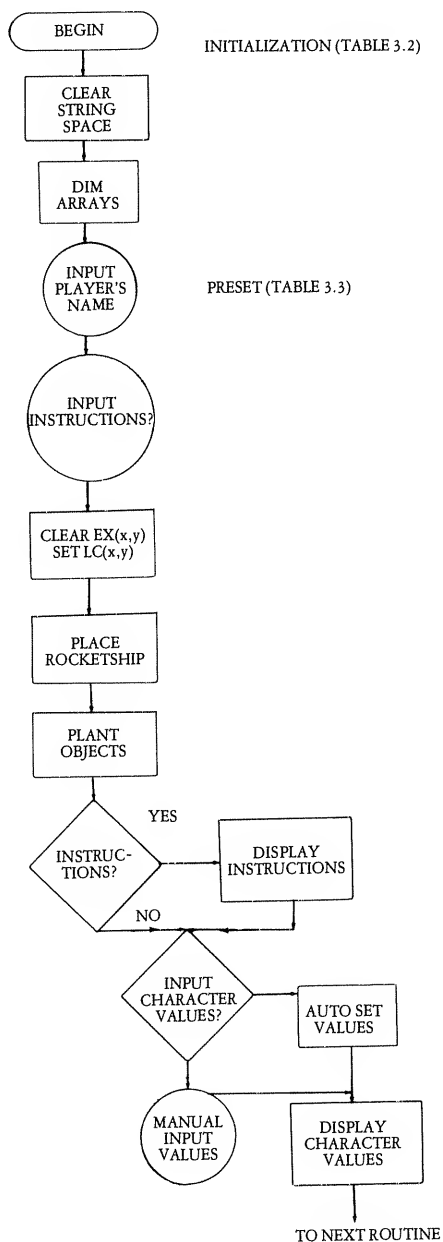 BEGIN
INITIALIZATION (TABLE 3.2)
CLEAR
STRING
SPACE
DIM
ARRAYS
INPUT
PLAYER'S
NAME
PRESET (TABLE 3.3)
INPUT
INSTRUCTIONS?
CLEAR EX(x,y)
SET LC(x,y)
PLACE
ROCKETSHIP
PLANT
OBJECTS
YES
INSTRUC-
TIONS?
DISPLAY
INSTRUCTIONS
NO
INPUT
CHARACTER
VALUES?
AUTO SET
VALUES
MANUAL
INPUT
VALUES
DISPLAY
CHARACTER
VALUES
TO NEXT ROUTINE